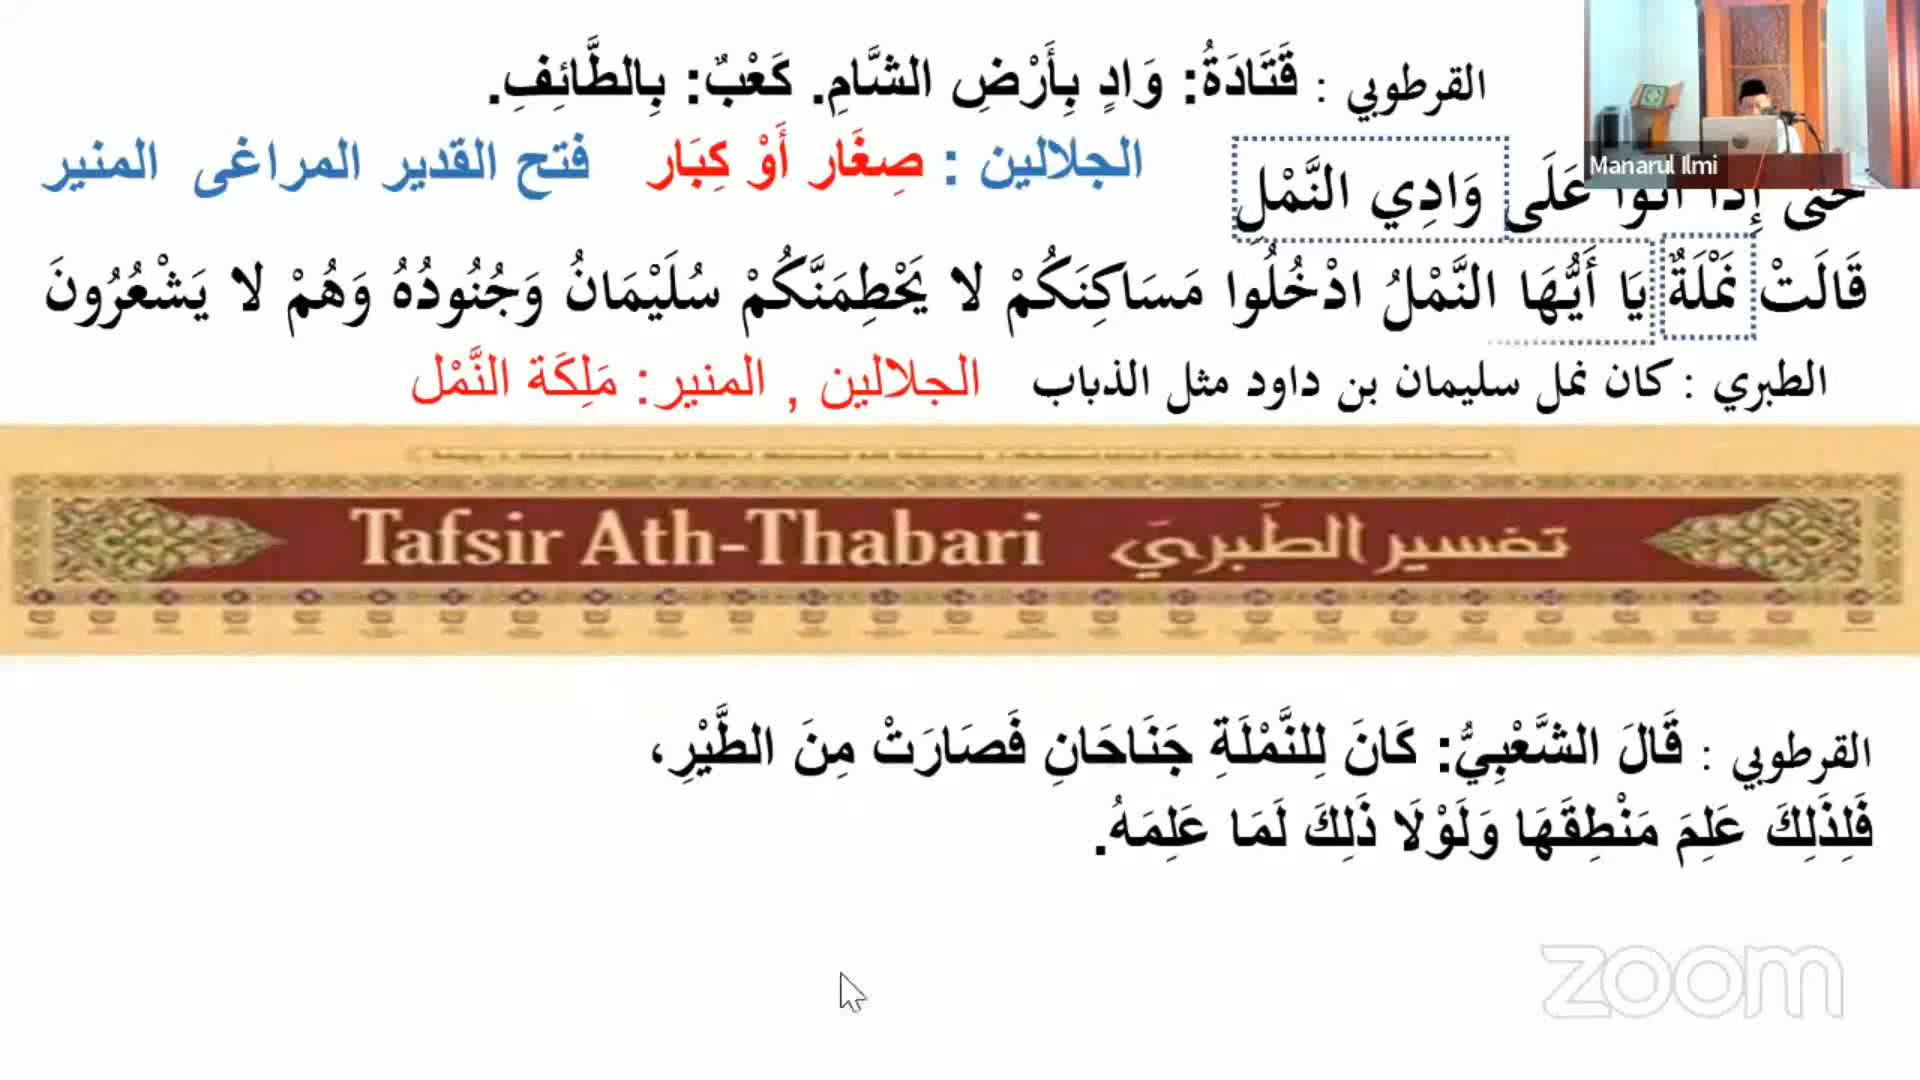 القرطوبي : قَتَادَةُ: وَادٍ بِأَرْضِ الشَّامِ. كَعْبٌ: بِالطَّائِفِ.
الجلالين : صِغَار أَوْ كِبَار فتح القدير المراغى المنير
Manarul Ilmi
حَتَّى إِذَا أَتَوْا عَلَى وَادِي النَّمْلِ
قَالَتْ نَمْلَةٌ يَا أَيُّهَا النَّمْلُ ادْخُلُوا مَسَاكِنَكُمْ لا يَحْطِمَنَّكُمْ سُلَيْمَانُ وَجُنُودُهُ وَهُمْ لا يَشْعُرُونَ
الطبري : كان نمل سليمان بن داود مثل الذباب الجلالين , المنير: مَلِكَة النَّمْل
Tafsir Ath-Thabari تفسير الطَبري
القرطوبي : قَالَ الشَّعْبِيُّ: كَانَ لِلنَّمْلَةِ جَنَاحَانِ فَصَارَتْ مِنَ الطَّيْرِ،
فَلِذَلِكَ عَلِمَ مَنْطِقَهَا وَلَوْلَا ذَلِكَ لَمَا عَلِمَهُ.
zoom